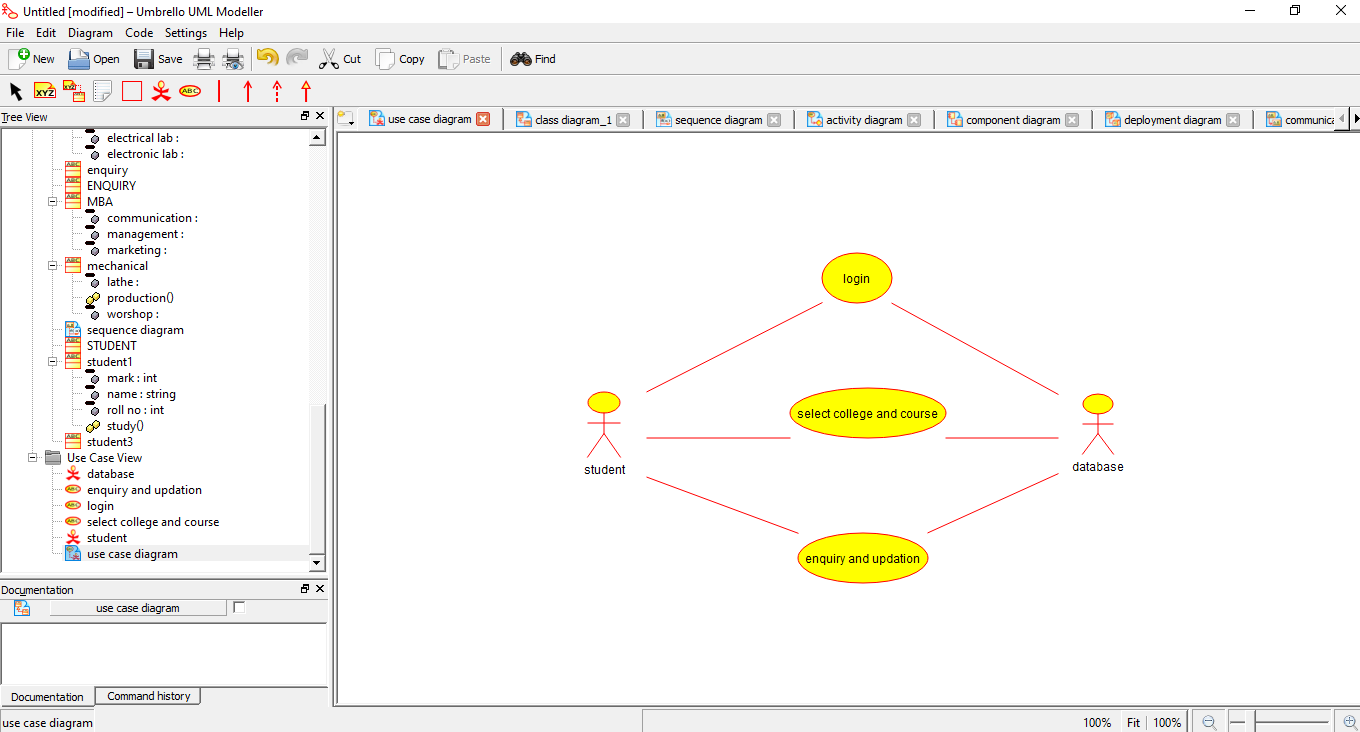 Untitled [modified] – Umbrello UML Modeller
File Edit Diagram Code Settings Help
New Open Save Cut Copy Paste Find
XYZ XYZ ABC
Tree View
use case diagram class diagram_1 sequence diagram activity diagram component diagram deployment diagram communica
electrical lab :
electronic lab :
enquiry
ENQUIRY
MBA
communication :
management :
marketing :
mechanical
lathe :
production()
worshop :
sequence diagram
STUDENT
student1
mark : int
name : string
roll no : int
study()
student3
Use Case View
database
enquiry and updation
login
select college and course
student
use case diagram
Documentation
use case diagram
Documentation Command history
use case diagram
login
select college and course
student
database
enquiry and updation
100% Fit 100%